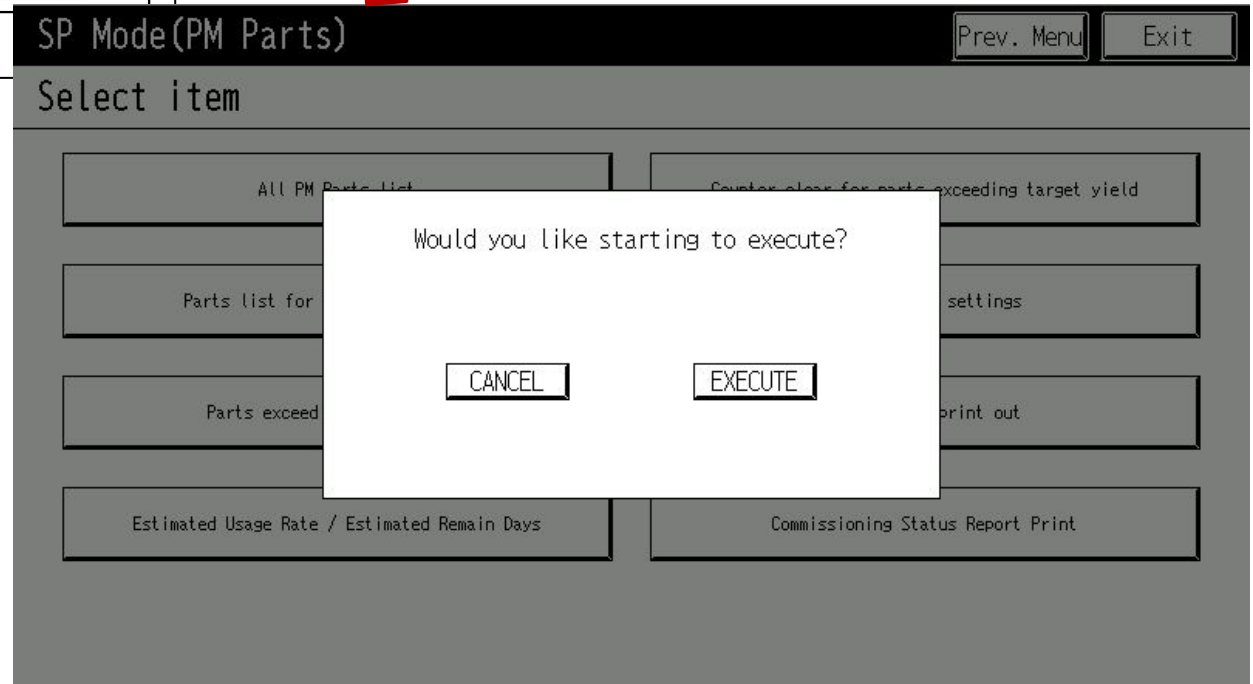 SP Mode(PM Parts)
Prev. Menu
Exit
Select item
All PM
exceeding target yield
Would you like starting to execute?
Parts list for
settings
CANCEL
EXECUTE
Parts exceed
print out
Estimated Usage Rate / Estimated Remain Days
Commissioning Status Report Print